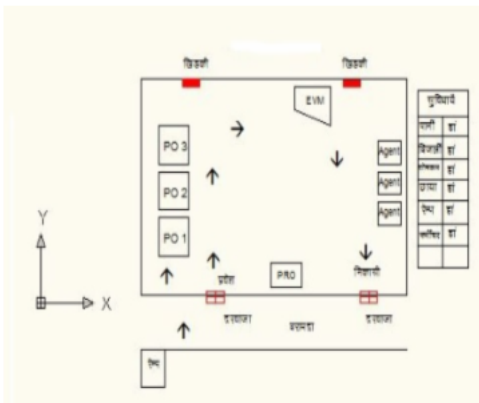 खिड़की
खिड़की
EVM
सुविधायें
पानी हां
बिजली हां
हां
छाया हां
रैम्प हां
फर्नीचर हां
PO 3
PO 2
PO 1
Agent
Agent
Agent
प्रवेश
PRO
निकासी
दरवाजा
बरामदा
दरवाजा
रैम्प
Y
X